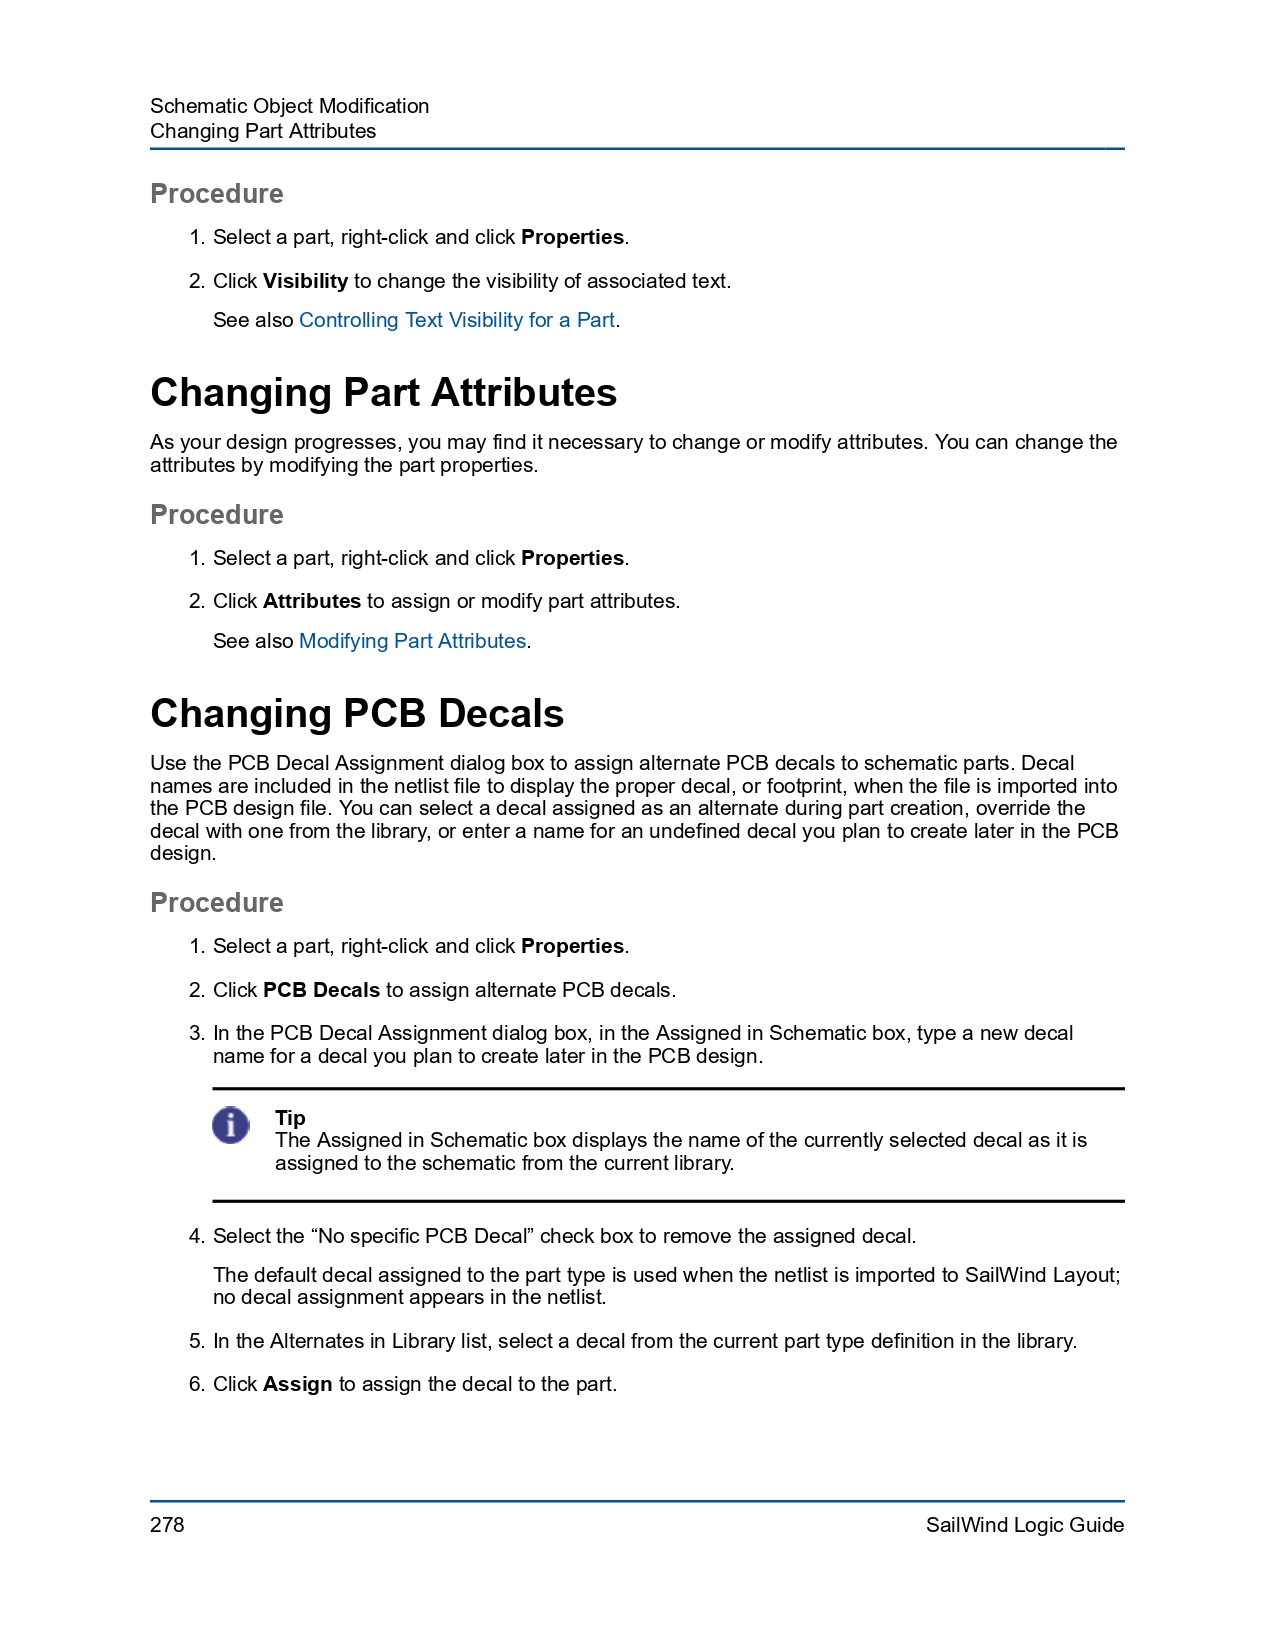 Schematic Object Modification
Changing Part Attributes
Procedure
1. Select a part, right-click and click Properties.
2. Click Visibility to change the visibility of associated text.
See also Controlling Text Visibility for a Part.
Changing Part Attributes
As your design progresses, you may find it necessary to change or modify attributes. You can change the
attributes by modifying the part properties.
Procedure
1. Select a part, right-click and click Properties.
2. Click Attributes to assign or modify part attributes.
See also Modifying Part Attributes.
Changing PCB Decals
Use the PCB Decal Assignment dialog box to assign alternate PCB decals to schematic parts. Decal
names are included in the netlist file to display the proper decal, or footprint, when the file is imported into
the PCB design file. You can select a decal assigned as an alternate during part creation, override the
decal with one from the library, or enter a name for an undefined decal you plan to create later in the PCB
design.
Procedure
1. Select a part, right-click and click Properties.
2. Click PCB Decals to assign alternate PCB decals.
3. In the PCB Decal Assignment dialog box, in the Assigned in Schematic box, type a new decal
name for a decal you plan to create later in the PCB design.
i
Tip
The Assigned in Schematic box displays the name of the currently selected decal as it is
assigned to the schematic from the current library.
4. Select the “No specific PCB Decal” check box to remove the assigned decal.
The default decal assigned to the part type is used when the netlist is imported to SailWind Layout;
no decal assignment appears in the netlist.
5. In the Alternates in Library list, select a decal from the current part type definition in the library.
6. Click Assign to assign the decal to the part.
278
SailWind Logic Guide